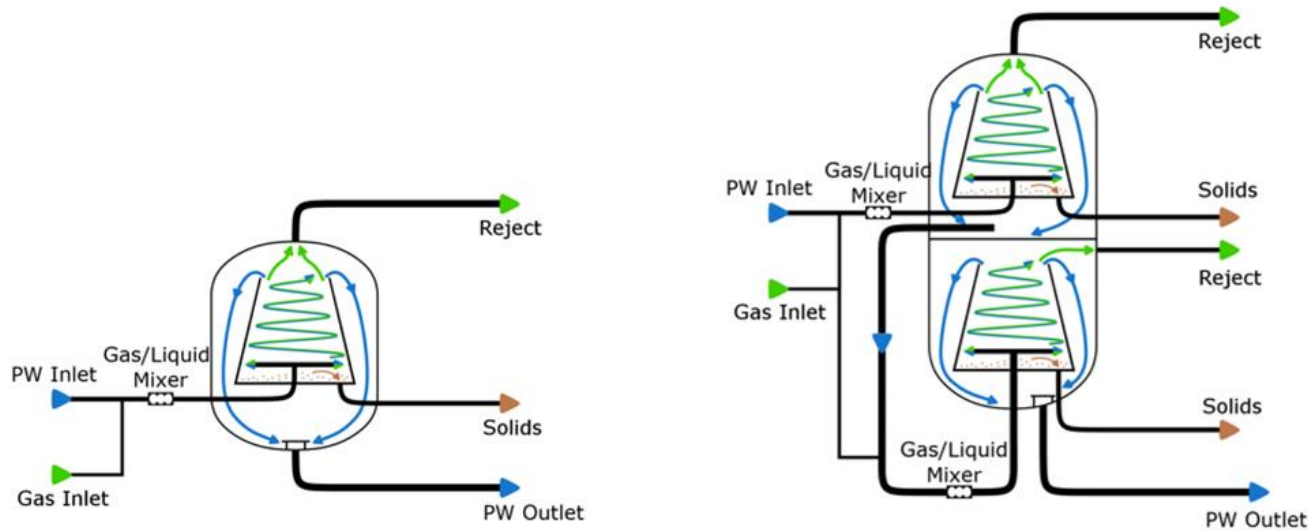 Reject
Gas/Liquid
Mixer
PW Inlet
Solids
Gas Inlet
PW Outlet
Reject
Gas/Liquid
Mixer
PW Inlet
Solids
Gas Inlet
Reject
Solids
Gas/Liquid
Mixer
PW Outlet